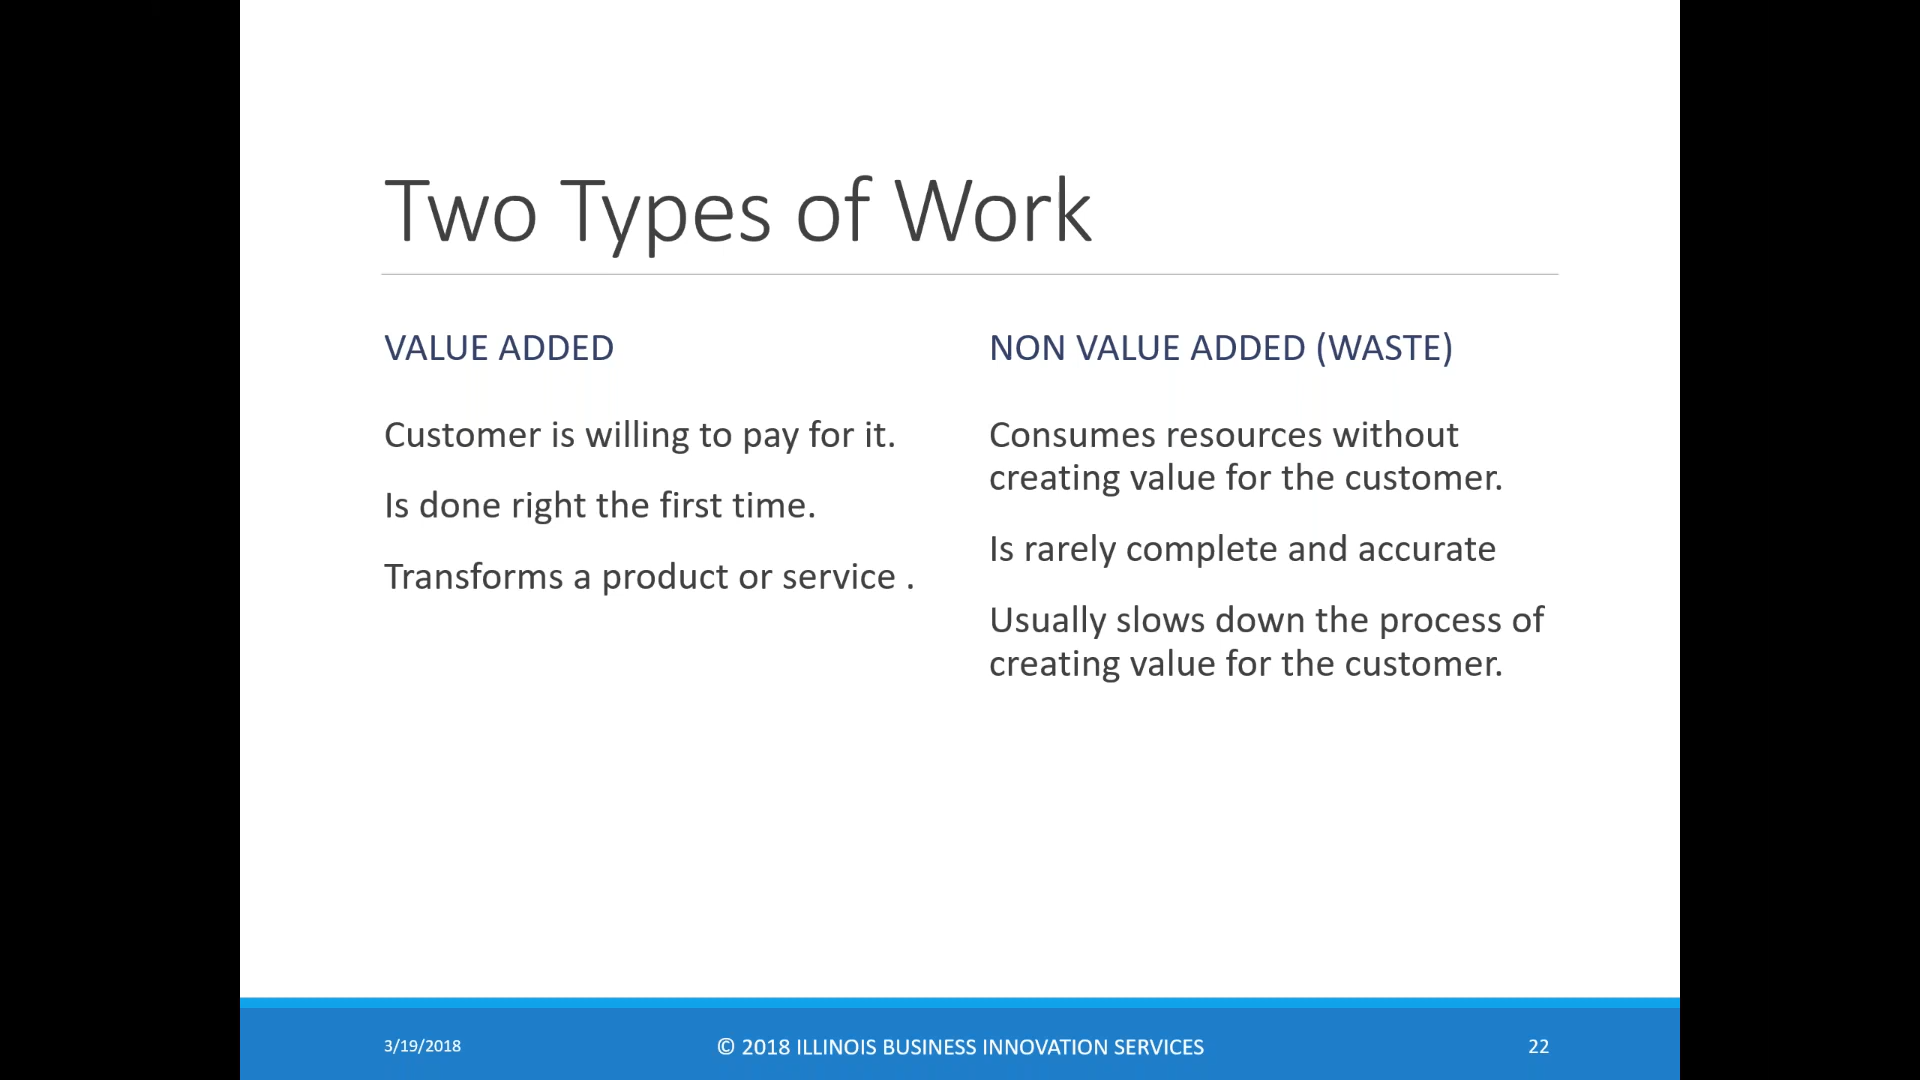 Two Types of Work
VALUE ADDED
Customer is willing to pay for it.
Is done right the first time.
Transforms a product or service .
NON VALUE ADDED (WASTE)
Consumes resources without
creating value for the customer.
Is rarely complete and accurate
Usually slows down the process of
creating value for the customer.
3/19/2018
© 2018 ILLINOIS BUSINESS INNOVATION SERVICES
22